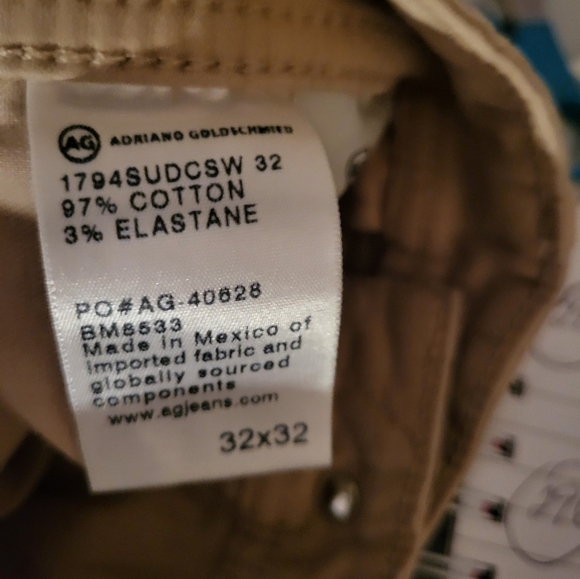 AG ADRIANO GOLDSCHMIED
1794SUDCSW 32
97% COTTON
3% ELASTANE
PO#AG-40628
BM8533
Made in Mexico of
imported fabric and
globally sourced
components
www.agjeans.com
32x32